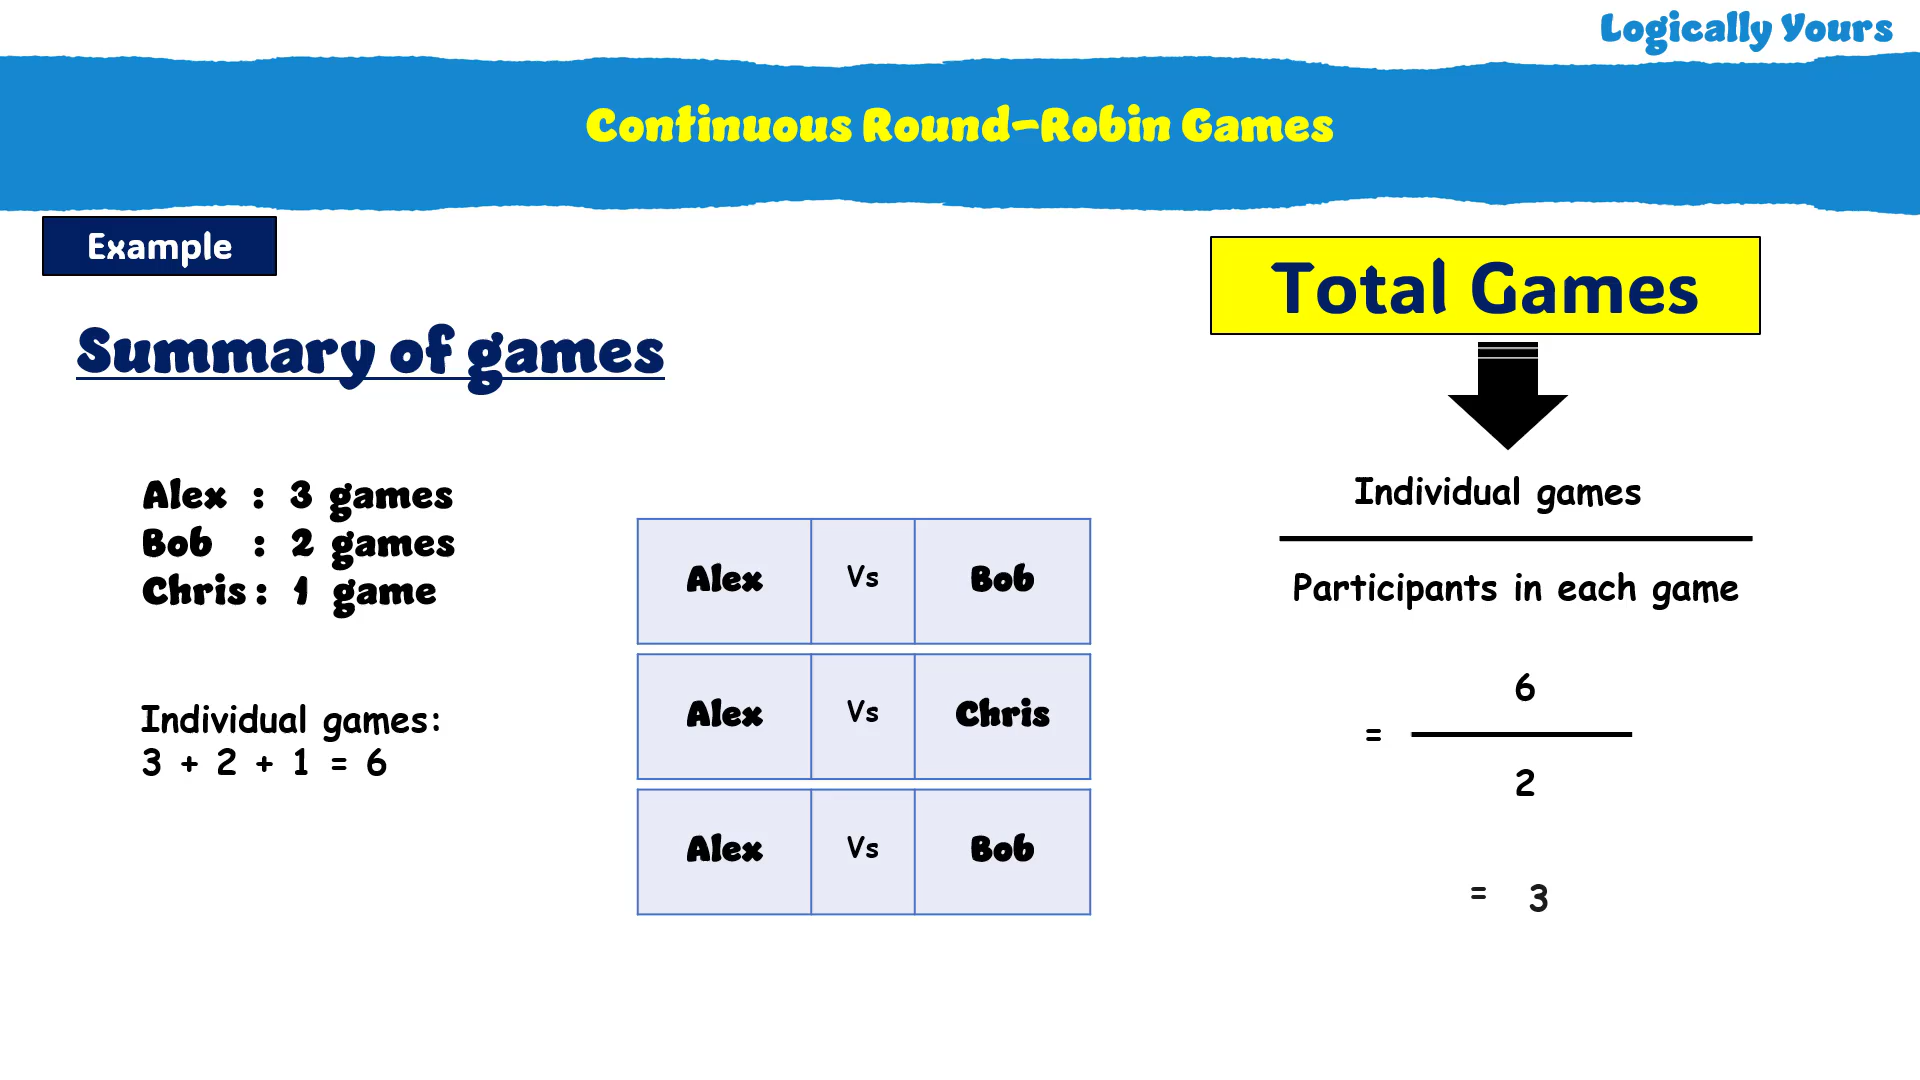 Logically Yours
Continuous Round-Robin Games
Example
Total Games
Summary of games
Alex : 3 games
Bob : 2 games
Chris : 1 game
Individual games:
3 + 2 + 1 = 6
Alex Vs Bob
Alex Vs Chris
Alex Vs Bob
Individual games
Participants in each game
6
=
2
= 3